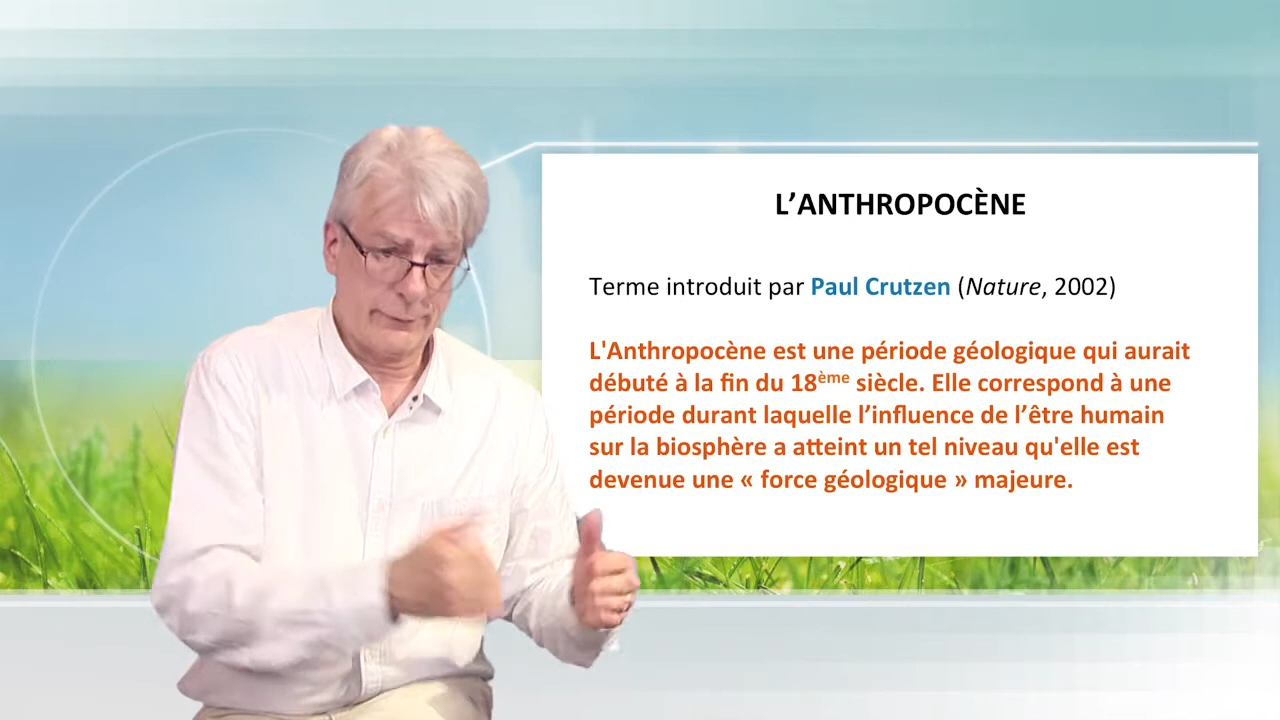 L’ANTHROPOCÈNE
Terme introduit par Paul Crutzen (Nature, 2002)
L'Anthropocène est une période géologique qui aurait
débuté à la fin du 18ème siècle. Elle correspond à une
période durant laquelle l’influence de l’être humain
sur la biosphère a atteint un tel niveau qu'elle est
devenue une « force géologique » majeure.